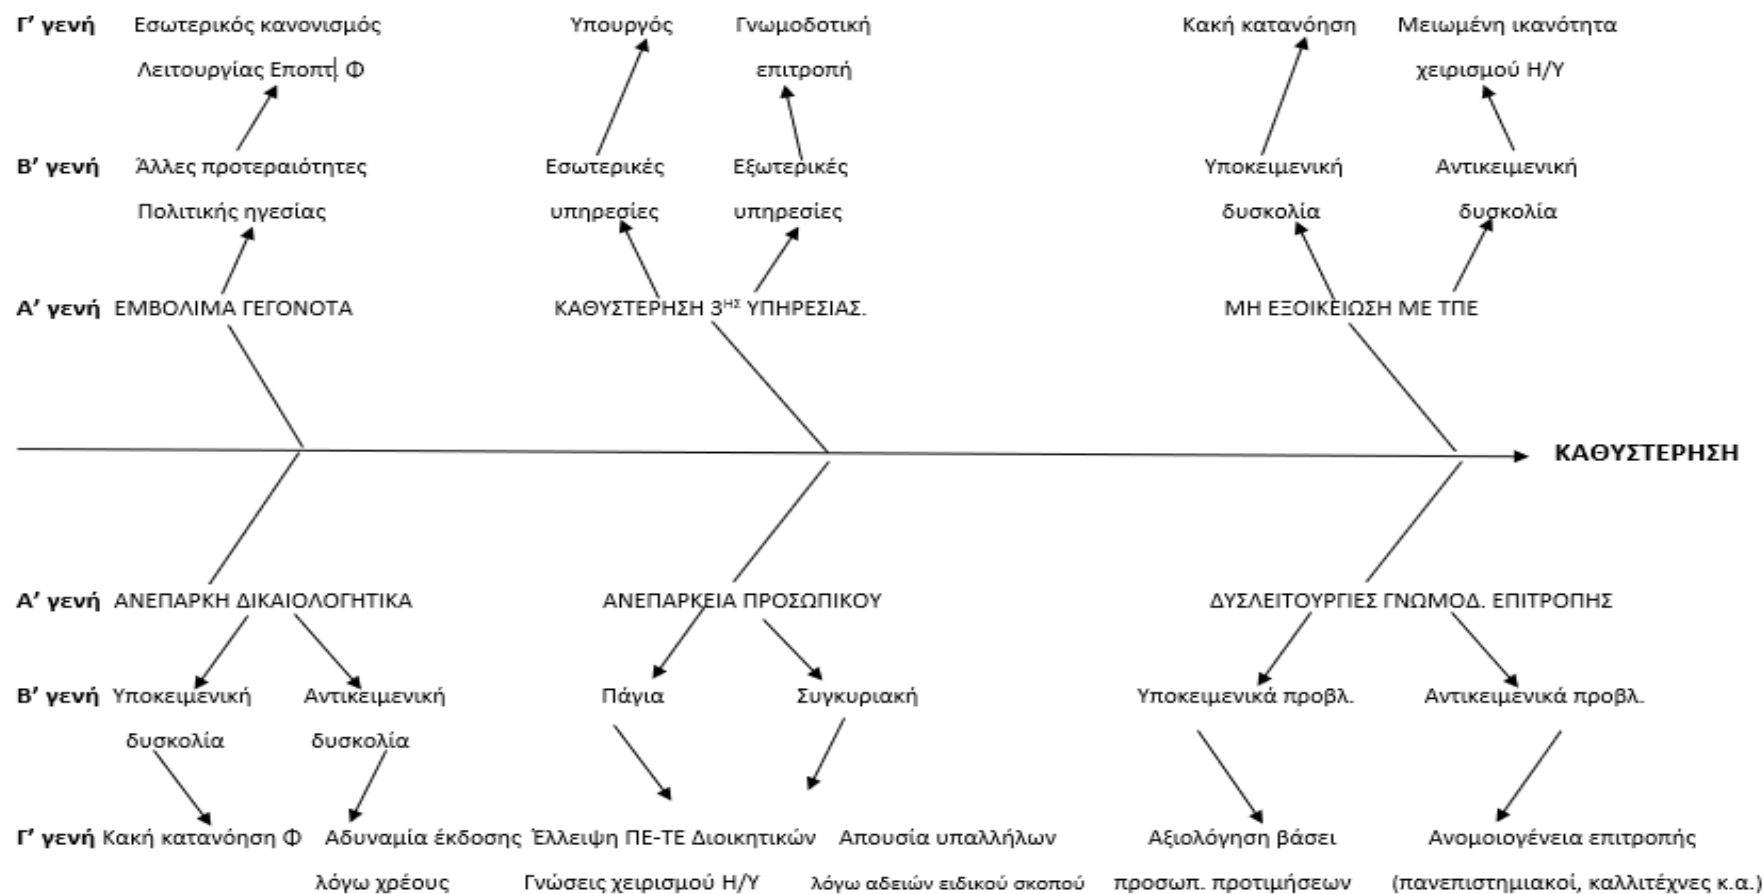 Γ’ γενή Εσωτερικός κανονισμός Υπουργός Γνωμοδοτική Κακή κατανόηση Μειωμένη ικανότητα
Λειτουργίας Εποπτ. Φ επιτροπή χειρισμού Η/Υ
Β’ γενή Άλλες προτεραιότητες Εσωτερικές Εξωτερικές Υποκειμενική Αντικειμενική
Πολιτικής ηγεσίας υπηρεσίες υπηρεσίες δυσκολία δυσκολία
Α’ γενή ΕΜΒΟΛΙΜΑ ΓΕΓΟΝΟΤΑ ΚΑΘΥΣΤΕΡΗΣΗ 3ΗΣ ΥΠΗΡΕΣΙΑΣ. ΜΗ ΕΞΟΙΚΕΙΩΣΗ ΜΕ ΤΠΕ
ΚΑΘΥΣΤΕΡΗΣΗ
Α’ γενή ΑΝΕΠΑΡΚΗ ΔΙΚΑΙΟΛΟΓΗΤΙΚΑ ΑΝΕΠΑΡΚΕΙΑ ΠΡΟΣΩΠΙΚΟΥ ΔΥΣΛΕΙΤΟΥΡΓΙΕΣ ΓΝΩΜΟΔ. ΕΠΙΤΡΟΠΗΣ
Β’ γενή Υποκειμενική Αντικειμενική Πάγια Συγκυριακή Υποκειμενικά προβλ. Αντικειμενικά προβλ.
δυσκολία δυσκολία
Γ’ γενή Κακή κατανόηση Φ Αδυναμία έκδοσης Έλλειψη ΠΕ-ΤΕ Διοικητικών Απουσία υπαλλήλων Αξιολόγηση βάσει Ανομοιογένεια επιτροπής
λόγω χρέους Γνώσεις χειρισμού Η/Υ λόγω αδειών ειδικού σκοπού προσωπ. προτιμήσεων (πανεπιστημιακοί, καλλιτέχνες κ.α.)